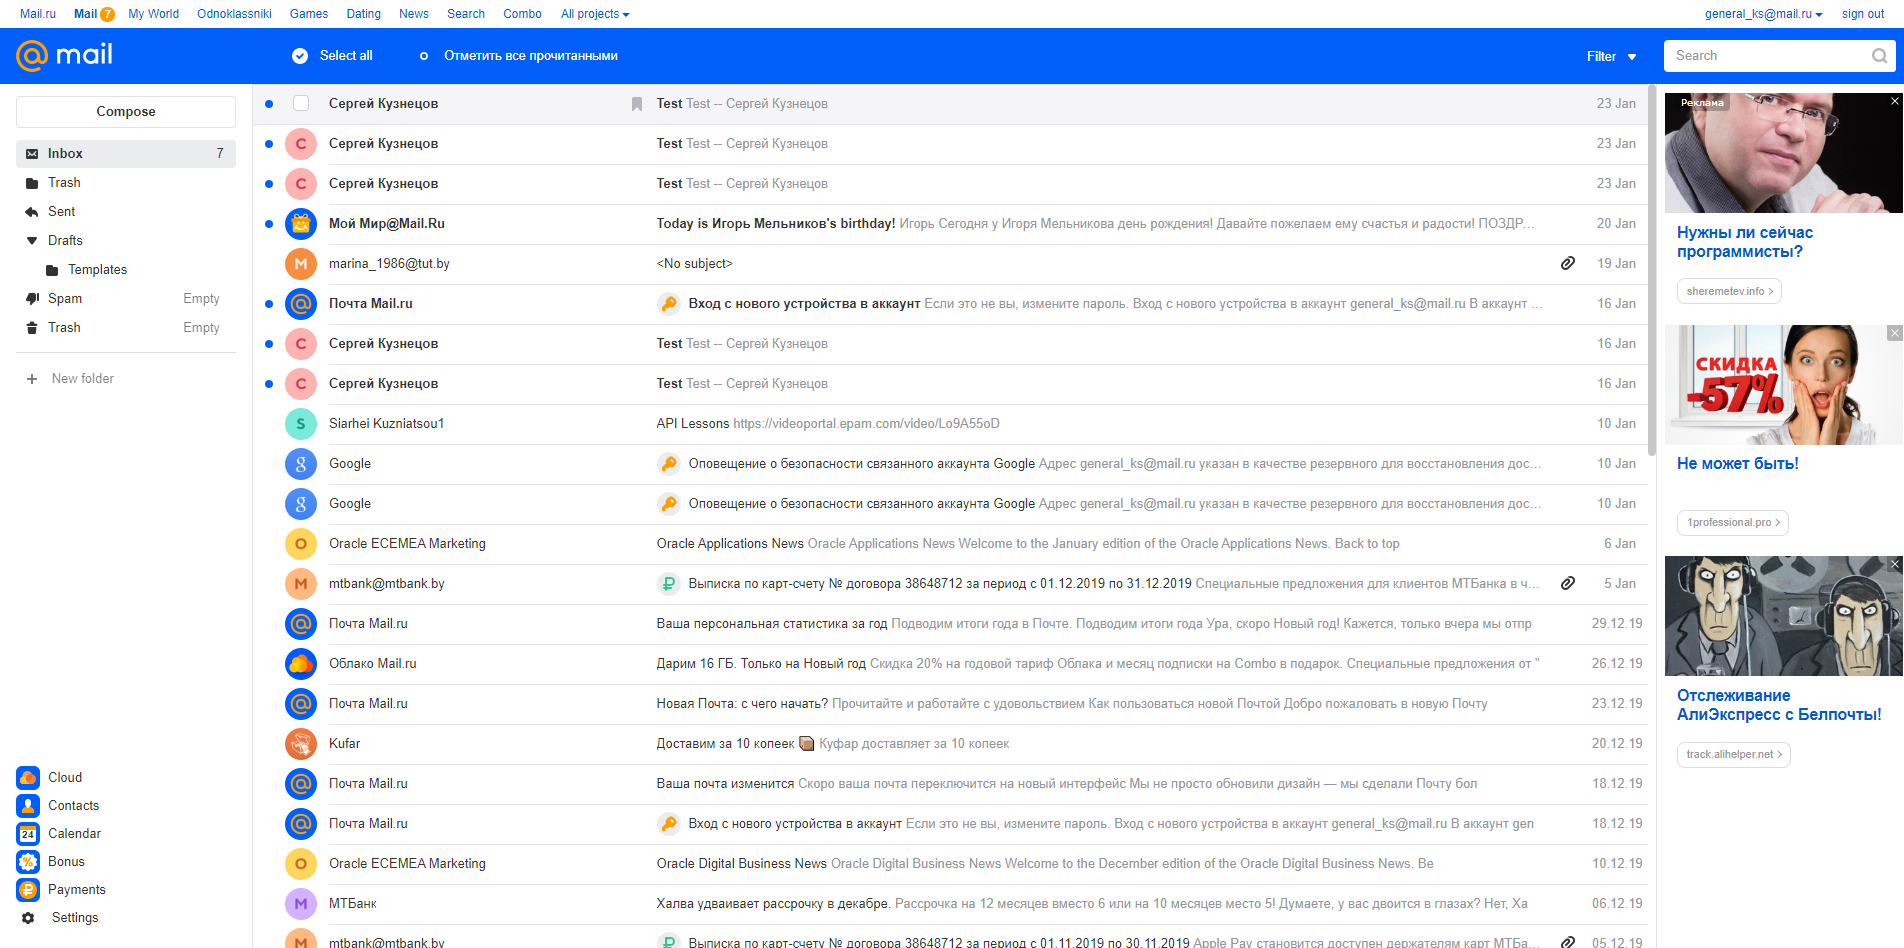 Mail.ru Mail 7 My World Odnoklassniki Games Dating News Search Combo All projects general_ks@mail.ru sign out
@mail Select all Отметить все прочитанными Filter Search
Compose
Inbox 7
Trash
Sent
Drafts
Templates
Spam Empty
Trash Empty
+ New folder
Cloud
Contacts
24 Calendar
Bonus
Payments
Settings
Сергей Кузнецов Test Test -- Сергей Кузнецов 23 Jan
С Сергей Кузнецов Test Test -- Сергей Кузнецов 23 Jan
С Сергей Кузнецов Test Test -- Сергей Кузнецов 23 Jan
Мой Мир@Mail.Ru Today is Игорь Мельников's birthday! Игорь Сегодня у Игоря Мельникова день рождения! Давайте пожелаем ему счастья и радости! ПОЗДР...
M marina_1986@tut.by <No subject> 19 Jan
20 Jan
@ Почта Mail.ru Вход с нового устройства в аккаунт Если это не вы, измените пароль. Вход с нового устройства в аккаунт general_ks@mail.ru В аккаунт ... 16 Jan
С Сергей Кузнецов Test Test -- Сергей Кузнецов 16 Jan
С Сергей Кузнецов Test Test -- Сергей Кузнецов 16 Jan
S Siarhei Kuzniatsou1 API Lessons https://videoportal.epam.com/video/Lo9A55oD 10 Jan
g Google Оповещение о безопасности связанного аккаунта Google Адрес general_ks@mail.ru указан в качестве резервного для восстановления дос... 10 Jan
g Google Оповещение о безопасности связанного аккаунта Google Адрес general_ks@mail.ru указан в качестве резервного для восстановления дос... 10 Jan
O Oracle ECEMEA Marketing Oracle Applications News Oracle Applications News Welcome to the January edition of the Oracle Applications News. Back to top 6 Jan
M mtbank@mtbank.by Выписка по карт-счету № договора 38648712 за период с 01.12.2019 по 31.12.2019 Специальные предложения для клиентов МТБанка в ч... 5 Jan
@ Почта Mail.ru Ваша персональная статистика за год Подводим итоги года в Почте. Подводим итоги года Ура, скоро Новый год! Кажется, только вчера мы отпр 29.12.19
Облако Mail.ru Дарим 16 ГБ. Только на Новый год Скидка 20% на годовой тариф Облака и месяц подписки на Combo в подарок. Специальные предложения от " 26.12.19
@ Почта Mail.ru Новая Почта: с чего начать? Прочитайте и работайте с удовольствием Как пользоваться новой Почтой Добро пожаловать в новую Почту 23.12.19
Kufar Доставим за 10 копеек Куфар доставляет за 10 копеек 20.12.19
@ Почта Mail.ru Ваша почта изменится Скоро ваша почта переключится на новый интерфейс Мы не просто обновили дизайн — мы сделали Почту бол 18.12.19
@ Почта Mail.ru Вход с нового устройства в аккаунт Если это не вы, измените пароль. Вход с нового устройства в аккаунт general_ks@mail.ru В аккаунт gen 18.12.19
O Oracle ECEMEA Marketing Oracle Digital Business News Oracle Digital Business News Welcome to the December edition of the Oracle Digital Business News. Be 10.12.19
М МТБанк Халва удваивает рассрочку в декабре. Рассрочка на 12 месяцев вместо 6 или на 10 месяцев место 5! Думаете, у вас двоится в глазах? Нет, Ха 06.12.19
M mtbank@mtbank.by Выписка по карт-счету № договора 38648712 за период с 01.11.2019 по 30.11.2019 Apple Pay становится доступен держателям карт МТБа... 05.12.19
Реклама
Нужны ли сейчас
программисты?
sheremetev.info >
СКИДКА
-57%
Не может быть!
1professional.pro >
Отслеживание
АлиЭкспресс с Белпочты!
track.alihelper.net >